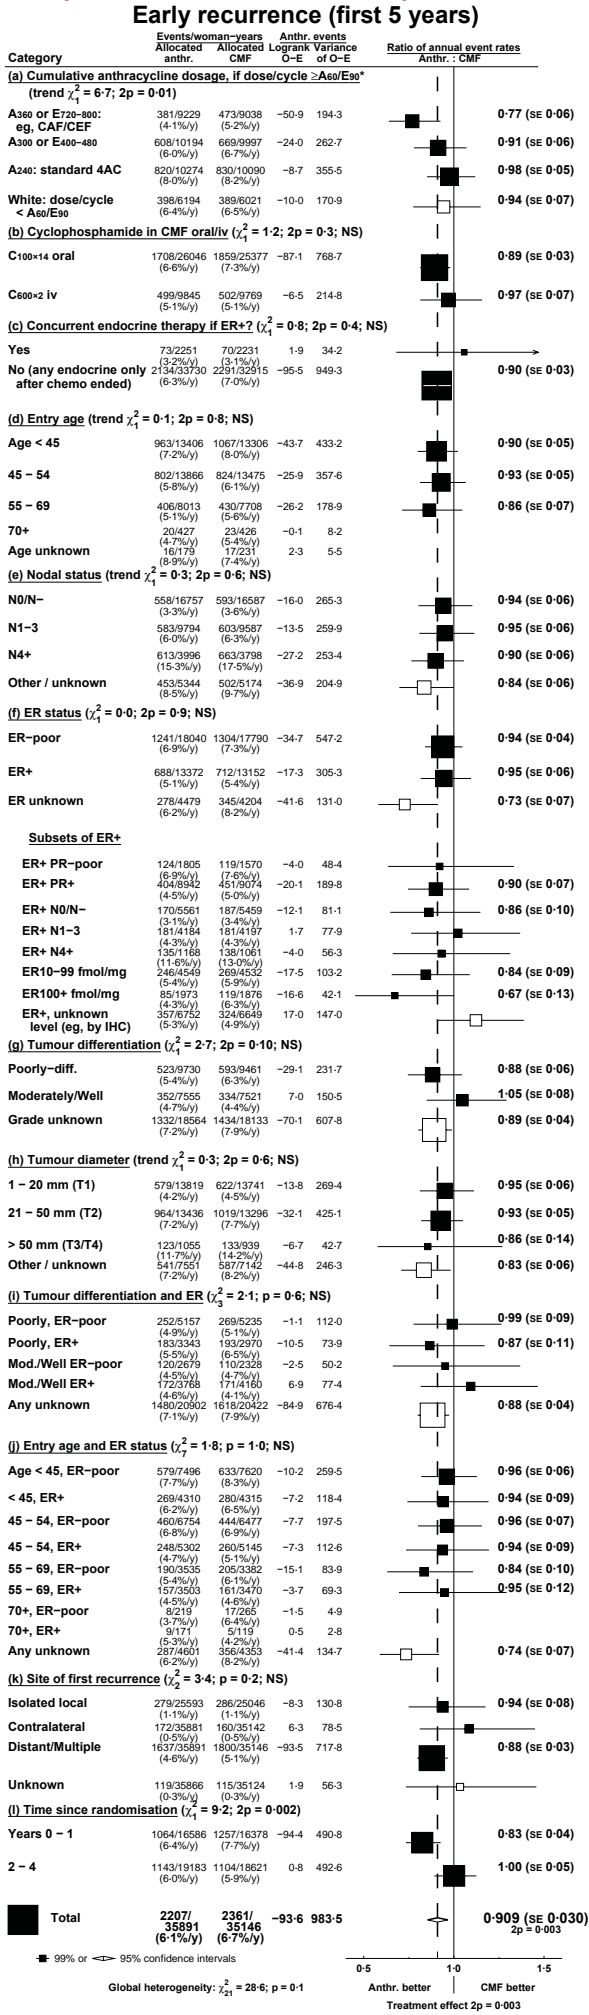 Early recurrence (first 5 years)
Events/woman−years Anthr. events
Allocated Allocated Logrank Variance Ratio of annual event rates
Category anthr. CMF O−E of O−E Anthr. : CMF
(a) Cumulative anthracycline dosage, if dose/cycle ≥A60/E90*
(trend χ²₁ = 6·7; 2p = 0·01)
A360 or E720−800: 381/9229 473/9038 −50·9 194·3 0·77 (SE 0·06)
eg, CAF/CEF (4·1%/y) (5·2%/y)
A300 or E400−480 608/10194 669/9997 −24·0 262·7 0·91 (SE 0·06)
(6·0%/y) (6·7%/y)
A240: standard 4AC 820/10274 830/10090 −8·7 355·5 0·98 (SE 0·05)
(8·0%/y) (8·2%/y)
White: dose/cycle 398/6194 389/6021 −10·0 170·9 0·94 (SE 0·07)
< A60/E90 (6·4%/y) (6·5%/y)
(b) Cyclophosphamide in CMF oral/iv (χ²₁ = 1·2; 2p = 0·3; NS)
C100×14 oral 1708/26046 1859/25377 −87·1 768·7 0·89 (SE 0·03)
(6·6%/y) (7·3%/y)
C600×2 iv 499/9845 502/9769 −6·5 214·8 0·97 (SE 0·07)
(5·1%/y) (5·1%/y)
(c) Concurrent endocrine therapy if ER+? (χ²₁ = 0·8; 2p = 0·4; NS)
Yes 73/2251 70/2231 1·9 34·2
(3·2%/y) (3·1%/y)
No (any endocrine only 2134/33730 2291/32915 −95·5 949·3 0·90 (SE 0·03)
after chemo ended) (6·3%/y) (7·0%/y)
(d) Entry age (trend χ²₁ = 0·1; 2p = 0·8; NS)
Age < 45 963/13406 1067/13306 −43·7 433·2 0·90 (SE 0·05)
(7·2%/y) (8·0%/y)
45 − 54 802/13866 824/13475 −25·9 357·6 0·93 (SE 0·05)
(5·8%/y) (6·1%/y)
55 − 69 406/8013 430/7708 −26·2 178·9 0·86 (SE 0·07)
(5·1%/y) (5·6%/y)
70+ 20/427 23/426 −0·1 8·2
(4·7%/y) (5·4%/y)
Age unknown 16/179 17/231 2·3 5·5
(8·9%/y) (7·4%/y)
(e) Nodal status (trend χ²₁ = 0·3; 2p = 0·6; NS)
N0/N− 558/16757 593/16587 −16·0 265·3 0·94 (SE 0·06)
(3·3%/y) (3·6%/y)
N1−3 583/9794 603/9587 −13·5 259·9 0·95 (SE 0·06)
(6·0%/y) (6·3%/y)
N4+ 613/3996 663/3798 −27·2 253·4 0·90 (SE 0·06)
(15·3%/y) (17·5%/y)
Other / unknown 453/5344 502/5174 −36·9 204·9 0·84 (SE 0·06)
(8·5%/y) (9·7%/y)
(f) ER status (χ²₁ = 0·0; 2p = 0·9; NS)
ER−poor 1241/18040 1304/17790 −34·7 547·2 0·94 (SE 0·04)
(6·9%/y) (7·3%/y)
ER+ 688/13372 712/13152 −17·3 305·3 0·95 (SE 0·06)
(5·1%/y) (5·4%/y)
ER unknown 278/4479 345/4204 −41·6 131·0 0·73 (SE 0·07)
(6·2%/y) (8·2%/y)
Subsets of ER+
ER+ PR−poor 124/1805 119/1570 −4·0 48·4
(6·9%/y) (7·6%/y)
ER+ PR+ 404/8942 451/9074 −20·1 189·8 0·90 (SE 0·07)
(4·5%/y) (5·0%/y)
ER+ N0/N− 170/5561 187/5459 −12·1 81·1 0·86 (SE 0·10)
(3·1%/y) (3·4%/y)
ER+ N1−3 181/4184 181/4197 1·7 77·9
(4·3%/y) (4·3%/y)
ER+ N4+ 135/1168 138/1061 −4·0 56·3
(11·6%/y) (13·0%/y)
ER10−99 fmol/mg 246/4549 269/4532 −17·5 103·2 0·84 (SE 0·09)
(5·4%/y) (5·9%/y)
ER100+ fmol/mg 85/1973 119/1876 −16·6 42·1 0·67 (SE 0·13)
(4·3%/y) (6·3%/y)
ER+, unknown 357/6752 324/6649 17·0 147·0
level (eg, by IHC) (5·3%/y) (4·9%/y)
(g) Tumour differentiation (χ²₁ = 2·7; 2p = 0·10; NS)
Poorly−diff. 523/9730 593/9461 −29·1 231·7 0·88 (SE 0·06)
(5·4%/y) (6·3%/y)
Moderately/Well 352/7555 334/7521 7·0 150·5 1·05 (SE 0·08)
(4·7%/y) (4·4%/y)
Grade unknown 1332/18564 1434/18133 −70·1 607·8 0·89 (SE 0·04)
(7·2%/y) (7·9%/y)
(h) Tumour diameter (trend χ²₁ = 0·3; 2p = 0·6; NS)
1 − 20 mm (T1) 579/13819 622/13741 −13·8 269·4 0·95 (SE 0·06)
(4·2%/y) (4·5%/y)
21 − 50 mm (T2) 964/13436 1019/13296 −32·1 425·1 0·93 (SE 0·05)
(7·2%/y) (7·7%/y)
> 50 mm (T3/T4) 123/1055 133/939 −6·7 42·7 0·86 (SE 0·14)
(11·7%/y) (14·2%/y)
Other / unknown 541/7551 587/7142 −44·8 246·3 0·83 (SE 0·06)
(7·2%/y) (8·2%/y)
(i) Tumour differentiation and ER (χ²₃ = 2·1; p = 0·6; NS)
Poorly, ER−poor 252/5157 269/5235 −1·1 112·0 0·99 (SE 0·09)
(4·9%/y) (5·1%/y)
Poorly, ER+ 183/3343 193/2970 −10·5 73·9 0·87 (SE 0·11)
(5·5%/y) (6·5%/y)
Mod./Well ER−poor 120/2679 110/2328 −2·5 50·2
(4·5%/y) (4·7%/y)
Mod./Well ER+ 172/3768 171/4160 6·9 77·4
(4·6%/y) (4·1%/y)
Any unknown 1480/20902 1618/20422 −84·9 676·4 0·88 (SE 0·04)
(7·1%/y) (7·9%/y)
(j) Entry age and ER status (χ²₇ = 1·8; p = 1·0; NS)
Age < 45, ER−poor 579/7496 633/7620 −10·2 259·5 0·96 (SE 0·06)
(7·7%/y) (8·3%/y)
< 45, ER+ 269/4310 280/4315 −7·2 118·4 0·94 (SE 0·09)
(6·2%/y) (6·5%/y)
45 − 54, ER−poor 460/6754 444/6477 −7·7 197·5 0·96 (SE 0·07)
(6·8%/y) (6·9%/y)
45 − 54, ER+ 248/5302 260/5145 −7·3 112·6 0·94 (SE 0·09)
(4·7%/y) (5·1%/y)
55 − 69, ER−poor 190/3535 205/3382 −15·1 83·9 0·84 (SE 0·10)
(5·4%/y) (6·1%/y)
55 − 69, ER+ 157/3503 161/3470 −3·7 69·3 0·95 (SE 0·12)
(4·5%/y) (4·6%/y)
70+, ER−poor 8/219 17/265 −1·5 4·9
(3·7%/y) (6·4%/y)
70+, ER+ 9/171 5/119 0·5 2·8
(5·3%/y) (4·2%/y)
Any unknown 287/4601 356/4353 −41·4 134·7 0·74 (SE 0·07)
(6·2%/y) (8·2%/y)
(k) Site of first recurrence (χ²₂ = 3·4; p = 0·2; NS)
Isolated local 279/25593 286/25046 −8·3 130·8 0·94 (SE 0·08)
(1·1%/y) (1·1%/y)
Contralateral 172/35881 160/35142 6·3 78·5
(0·5%/y) (0·5%/y)
Distant/Multiple 1637/35891 1800/35146 −93·5 717·8 0·88 (SE 0·03)
(4·6%/y) (5·1%/y)
Unknown 119/35866 115/35124 1·9 56·3
(0·3%/y) (0·3%/y)
(l) Time since randomisation (χ²₁ = 9·2; 2p = 0·002)
Years 0 − 1 1064/16586 1257/16378 −94·4 490·8 0·83 (SE 0·04)
(6·4%/y) (7·7%/y)
2 − 4 1143/19183 1104/18621 0·8 492·6 1·00 (SE 0·05)
(6·0%/y) (5·9%/y)
Total 2207/ 2361/ −93·6 983·5 0·909 (SE 0·030)
35891 35146 2p = 0·003
(6·1%/y) (6·7%/y)
99% or 95% confidence intervals
0·5 1·0 1·5
Global heterogeneity: χ²₂₁ = 28·6; p = 0·1 Anthr. better CMF better
Treatment effect 2p = 0·003